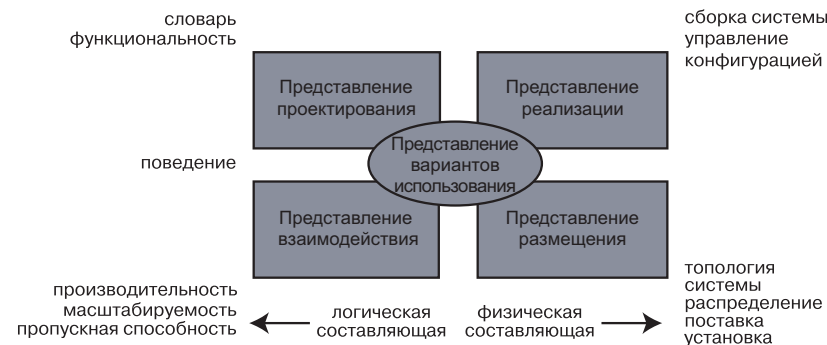 словарь
функциональность
сборка системы
управление
конфигурацией
Представление
проектирования
Представление
реализации
Представление
вариантов
использования
поведение
Представление
взаимодействия
Представление
размещения
производительность
масштабируемость
пропускная способность
логическая
составляющая
физическая
составляющая
топология
системы
распределение
поставка
установка